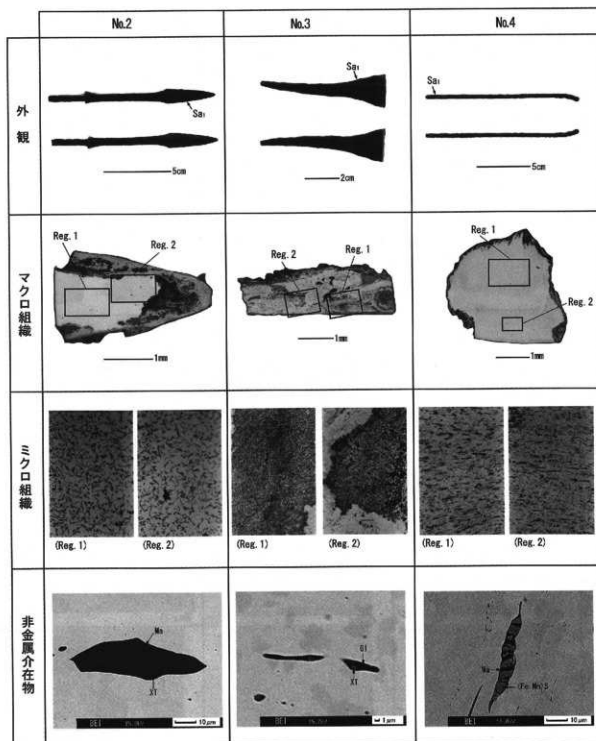 No.2 No.3 No.4
外観
Sa₁
Sa₁
Sa₁
5cm
2cm
5cm
マクロ組織
Reg. 1
Reg. 2
Reg. 2
Reg. 1
Reg. 1
Reg. 2
1mm
1mm
1mm
ミクロ組織
(Reg. 1) (Reg. 2)
(Reg. 1) (Reg. 2)
(Reg. 1) (Reg. 2)
非金属介在物
XT
XT
(Fe Mn)S
BEI
10μm
BEI
1μm
BEI
10μm